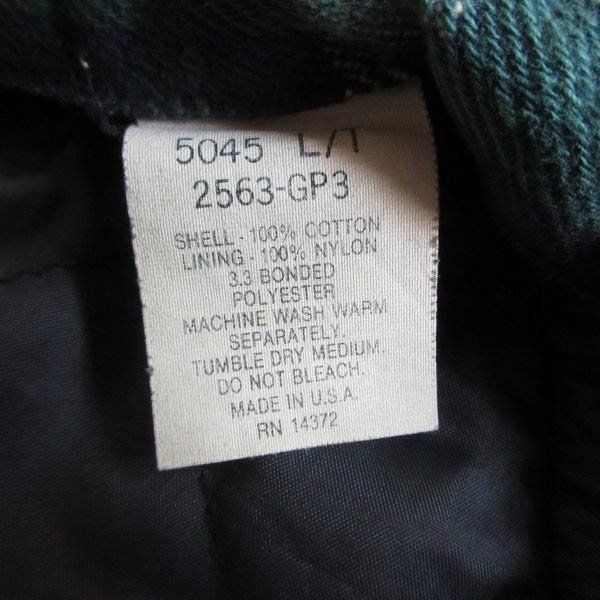 5045 L/T
2563-GP3
SHELL - 100% COTTON
LINING - 100% NYLON
3.3 BONDED
POLYESTER
MACHINE WASH WARM
SEPARATELY.
TUMBLE DRY MEDIUM.
DO NOT BLEACH.
MADE IN U.S.A.
RN 14372